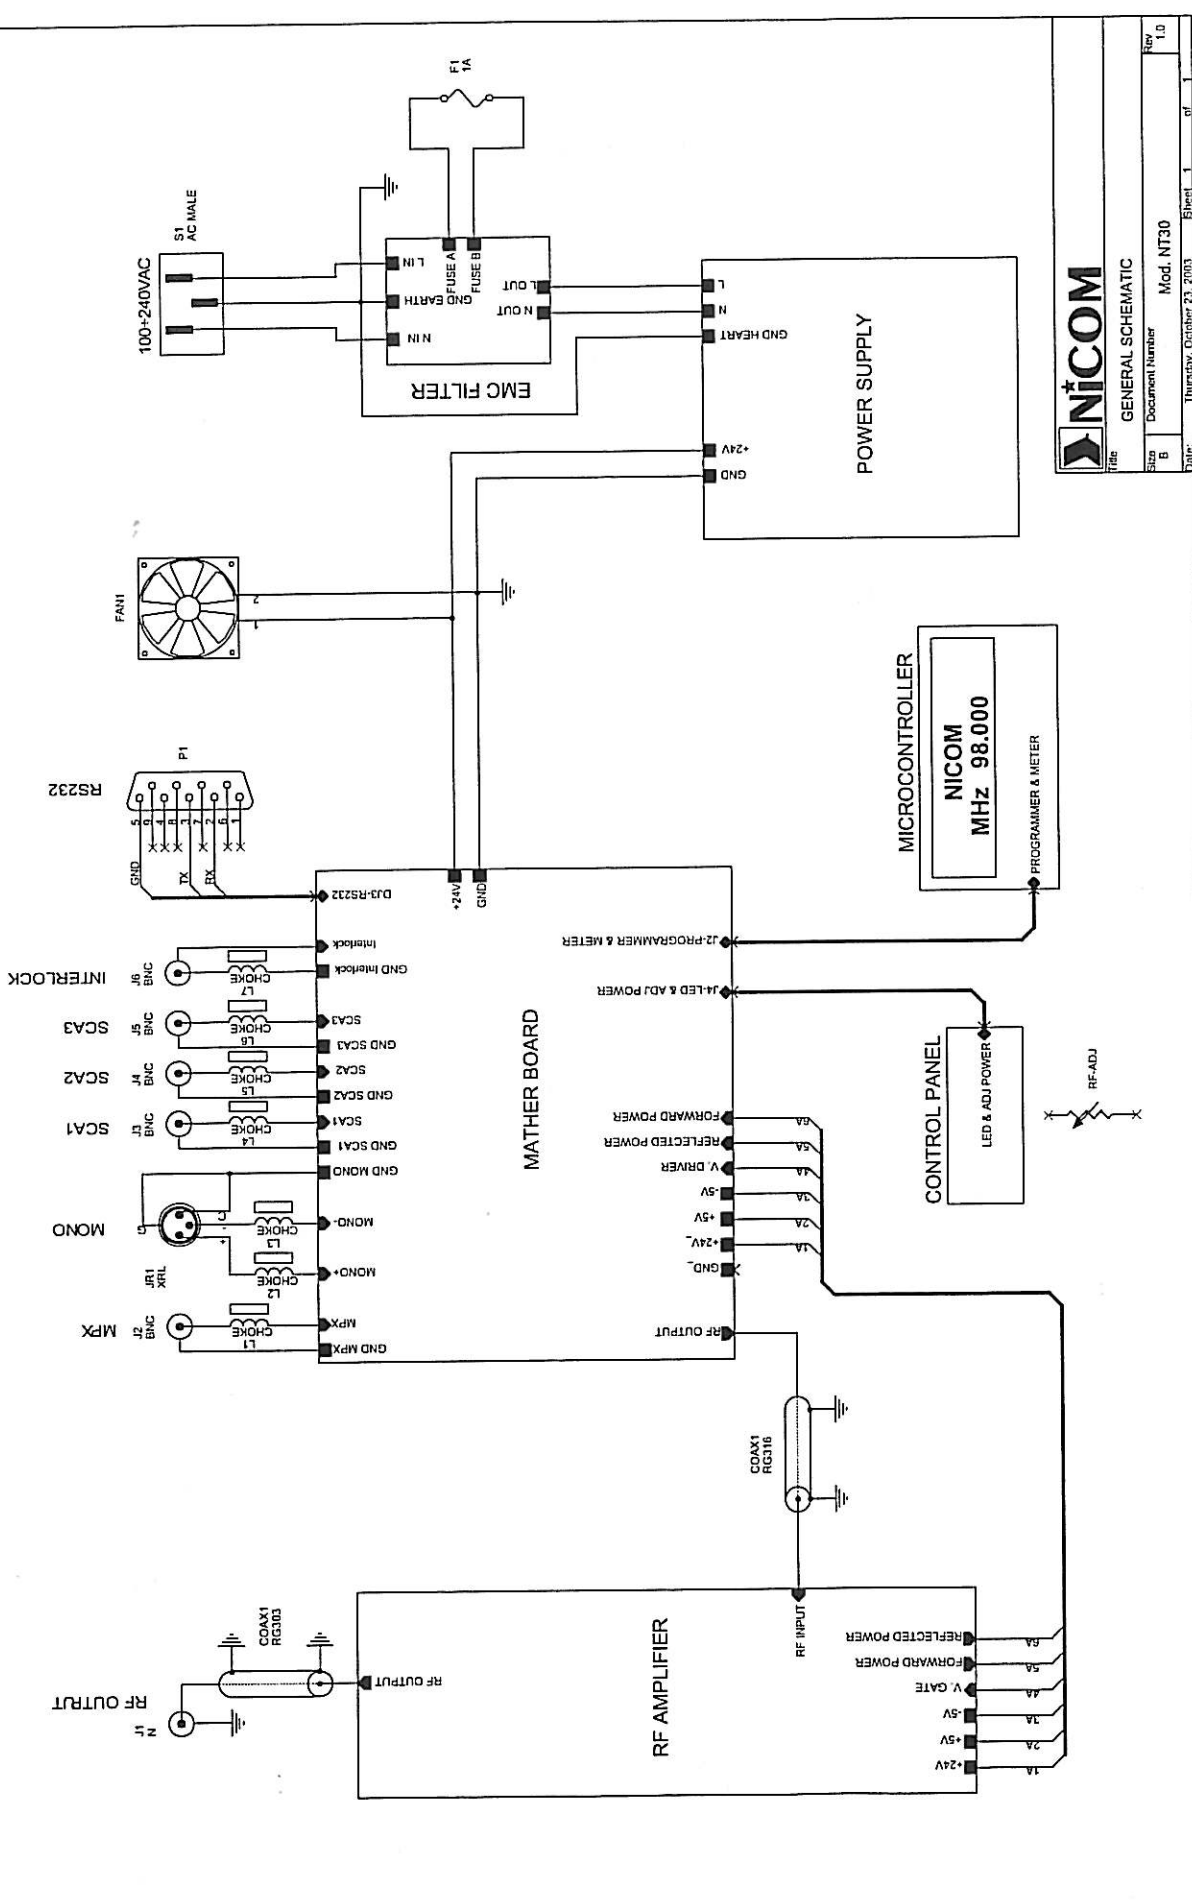 RF OUTPUT
J1
N
COAX1
RG303
RF OUTPUT
RF AMPLIFIER
RF INPUT
+24V
+5V
-5V
V. GATE
FORWARD POWER
REFLECTED POWER
1A
2A
3A
4A
5A
6A
COAX1
RG316
MPX
J2
BNC
CHOKE
L1
MPX
GND MPX
MONO
JR1
XRL
G
C
-
+
CHOKE
L2
CHOKE
L3
MONO+
MONO-
GND MONO
SCA1
J3
BNC
CHOKE
L4
SCA1
GND SCA1
SCA2
J4
BNC
CHOKE
L5
SCA2
GND SCA2
SCA3
J5
BNC
CHOKE
L6
SCA3
GND SCA3
INTERLOCK
J6
BNC
CHOKE
L7
Interlock
GND Interlock
RS232
P1
5
9
4
8
3
7
2
6
1
GND
TX
RX
DJ3-RS232
MATHER BOARD
+24V
GND
RF OUTPUT
GND_
+24V_
+5V
-5V
V. DRIVER
REFLECTED POWER
FORWARD POWER
1A
2A
3A
4A
5A
6A
J4-LED & ADJ POWER
J2-PROGRAMMER & METER
CONTROL PANEL
LED & ADJ POWER
RF-ADJ
MICROCONTROLLER
NICOM
MHz 98.000
PROGRAMMER & METER
FAN1
1
2
100÷240VAC
S1
AC MALE
EMC FILTER
N IN
GND EARTH
L IN
FUSE A
FUSE B
N OUT
L OUT
F1
1A
POWER SUPPLY
GND
+24V
GND HEART
N
L
NiCOM
Title
GENERAL SCHEMATIC
Size
B
Document Number
Mod. NT30
Rev
1.0
Date: Thursday, October 23, 2003 Sheet 1 of 1